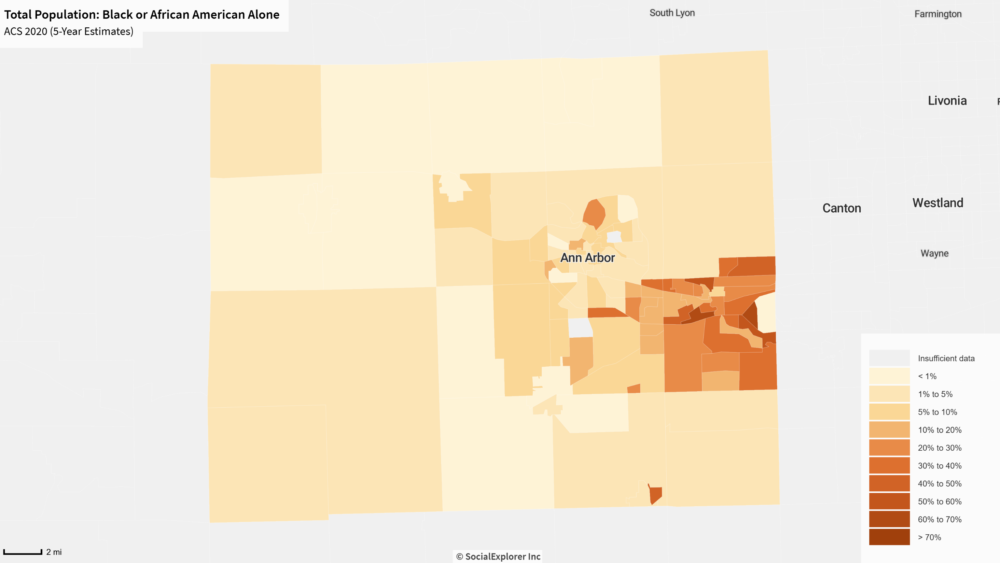 Total Population: Black or African American Alone
ACS 2020 (5-Year Estimates)
South Lyon
Farmington
Livonia
Westland
Canton
Wayne
Ann Arbor
Insufficient data
< 1%
1% to 5%
5% to 10%
10% to 20%
20% to 30%
30% to 40%
40% to 50%
50% to 60%
60% to 70%
> 70%
2 mi
© SocialExplorer Inc